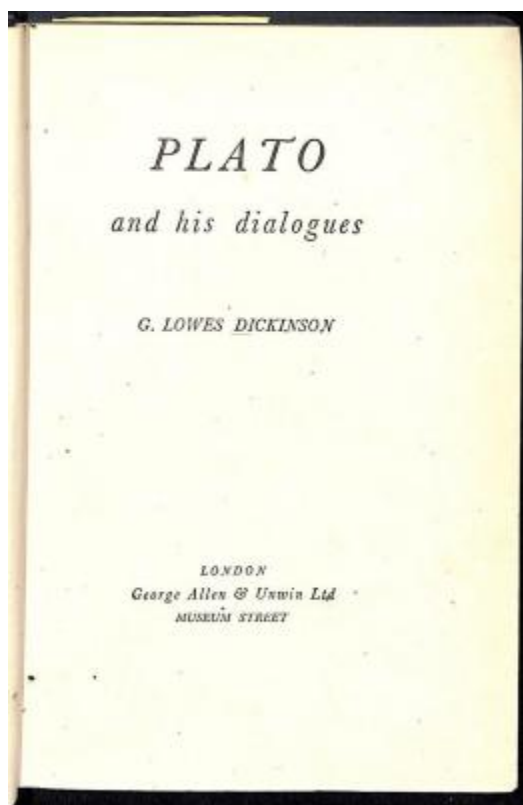 PLATO
and his dialogues
G. LOWES DICKINSON
LONDON
George Allen & Unwin Ltd
MUSEUM STREET